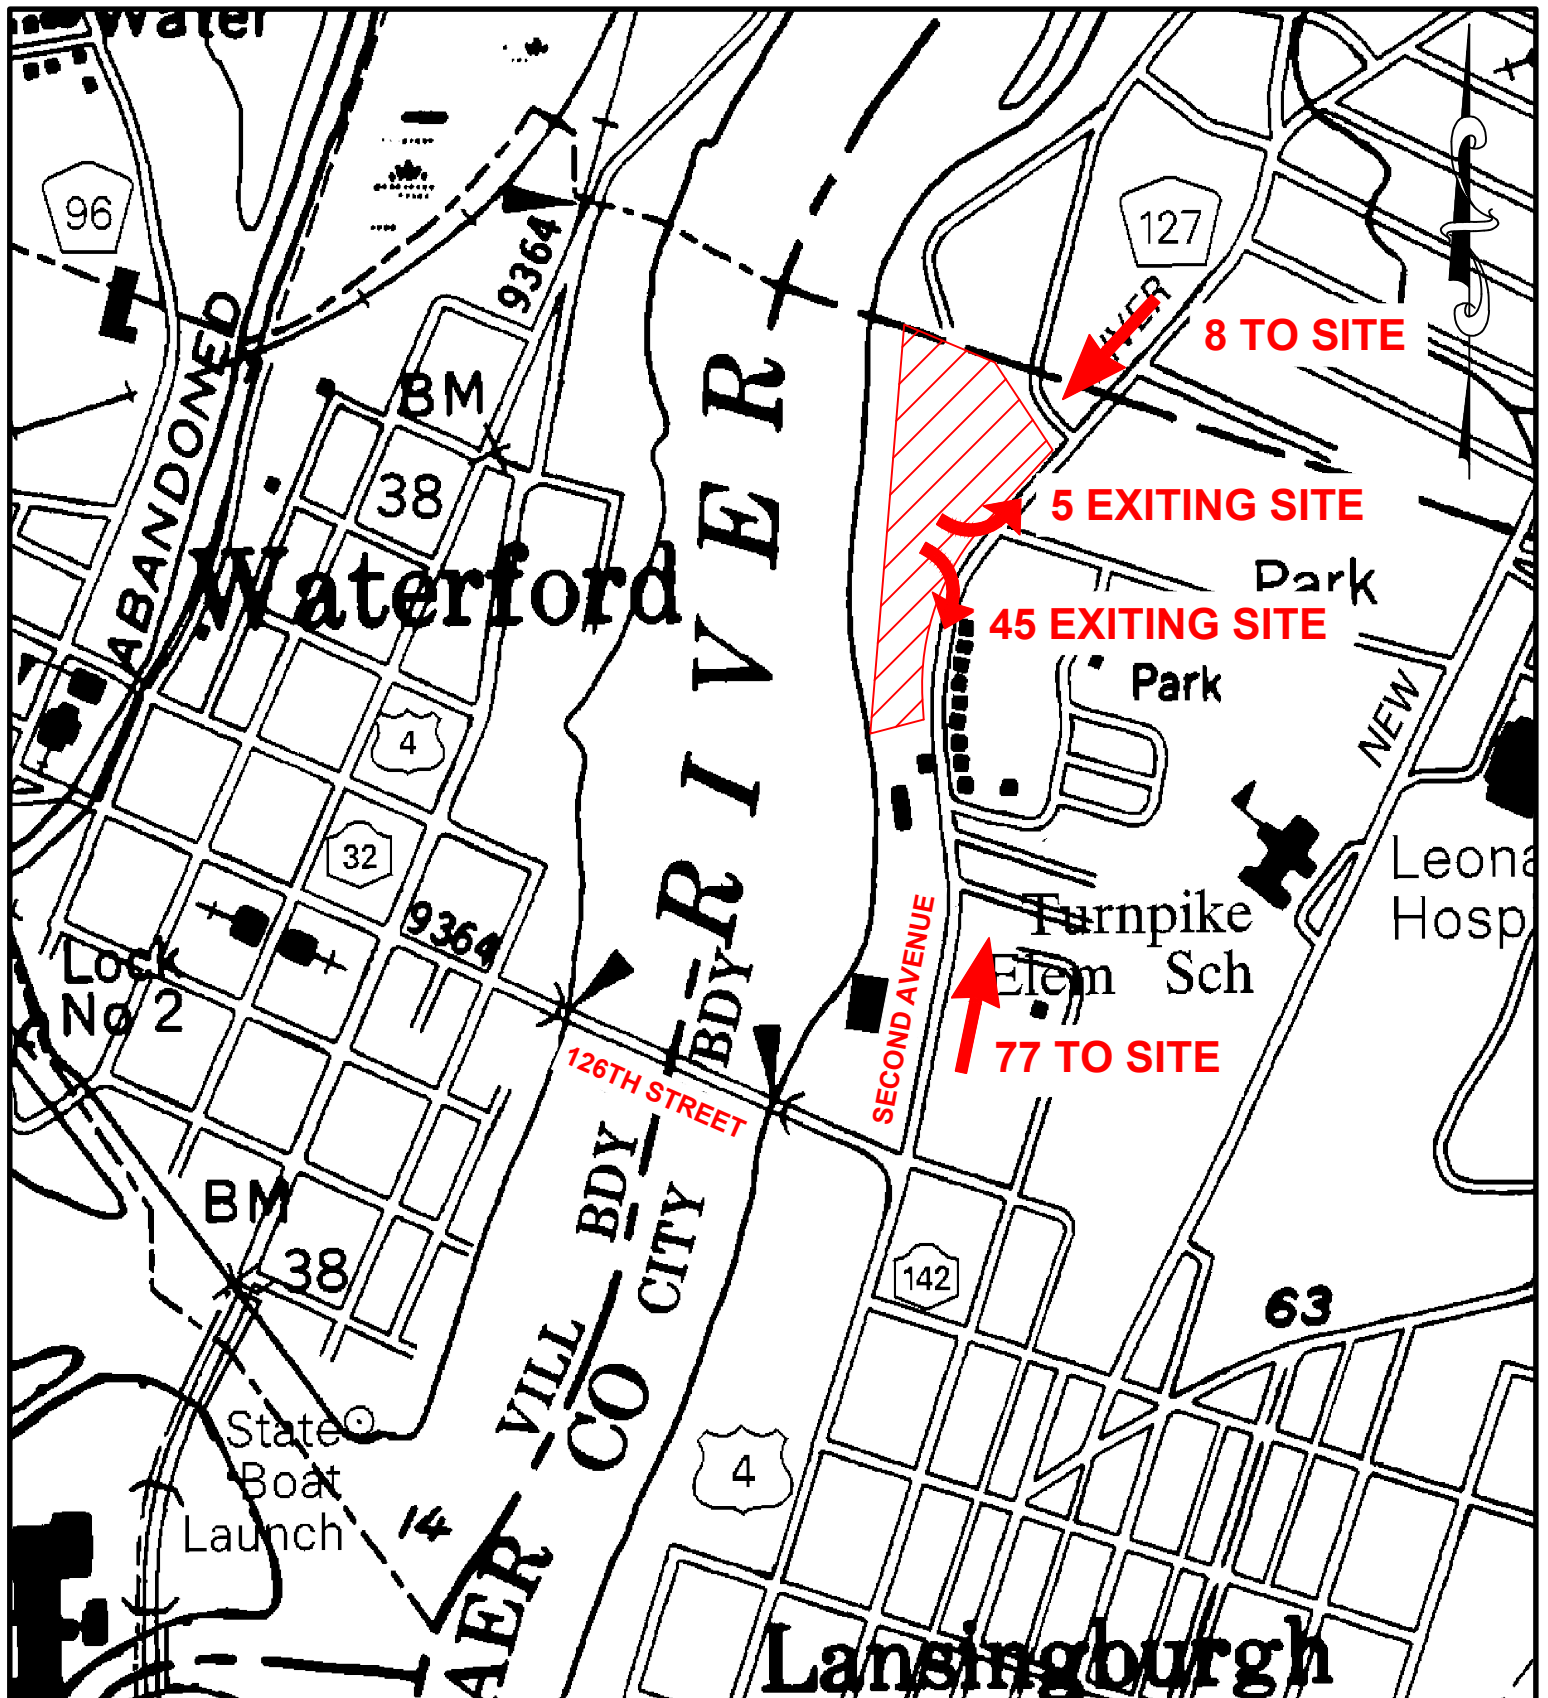 Water
96
127
9364
8 TO SITE
ABANDONED
BM
38
RIVER
5 EXITING SITE
Waterford
Park
45 EXITING SITE
Park
NEW
4
32
Leona
Hosp
9364
Turnpike
Elem Sch
SECOND AVENUE
Lock
No 2
BDY
77 TO SITE
126TH STREET
BDY
CITY
BM
38
142
63
VILL
CO
State
Boat
Launch
4
14
AER
Lansingburgh